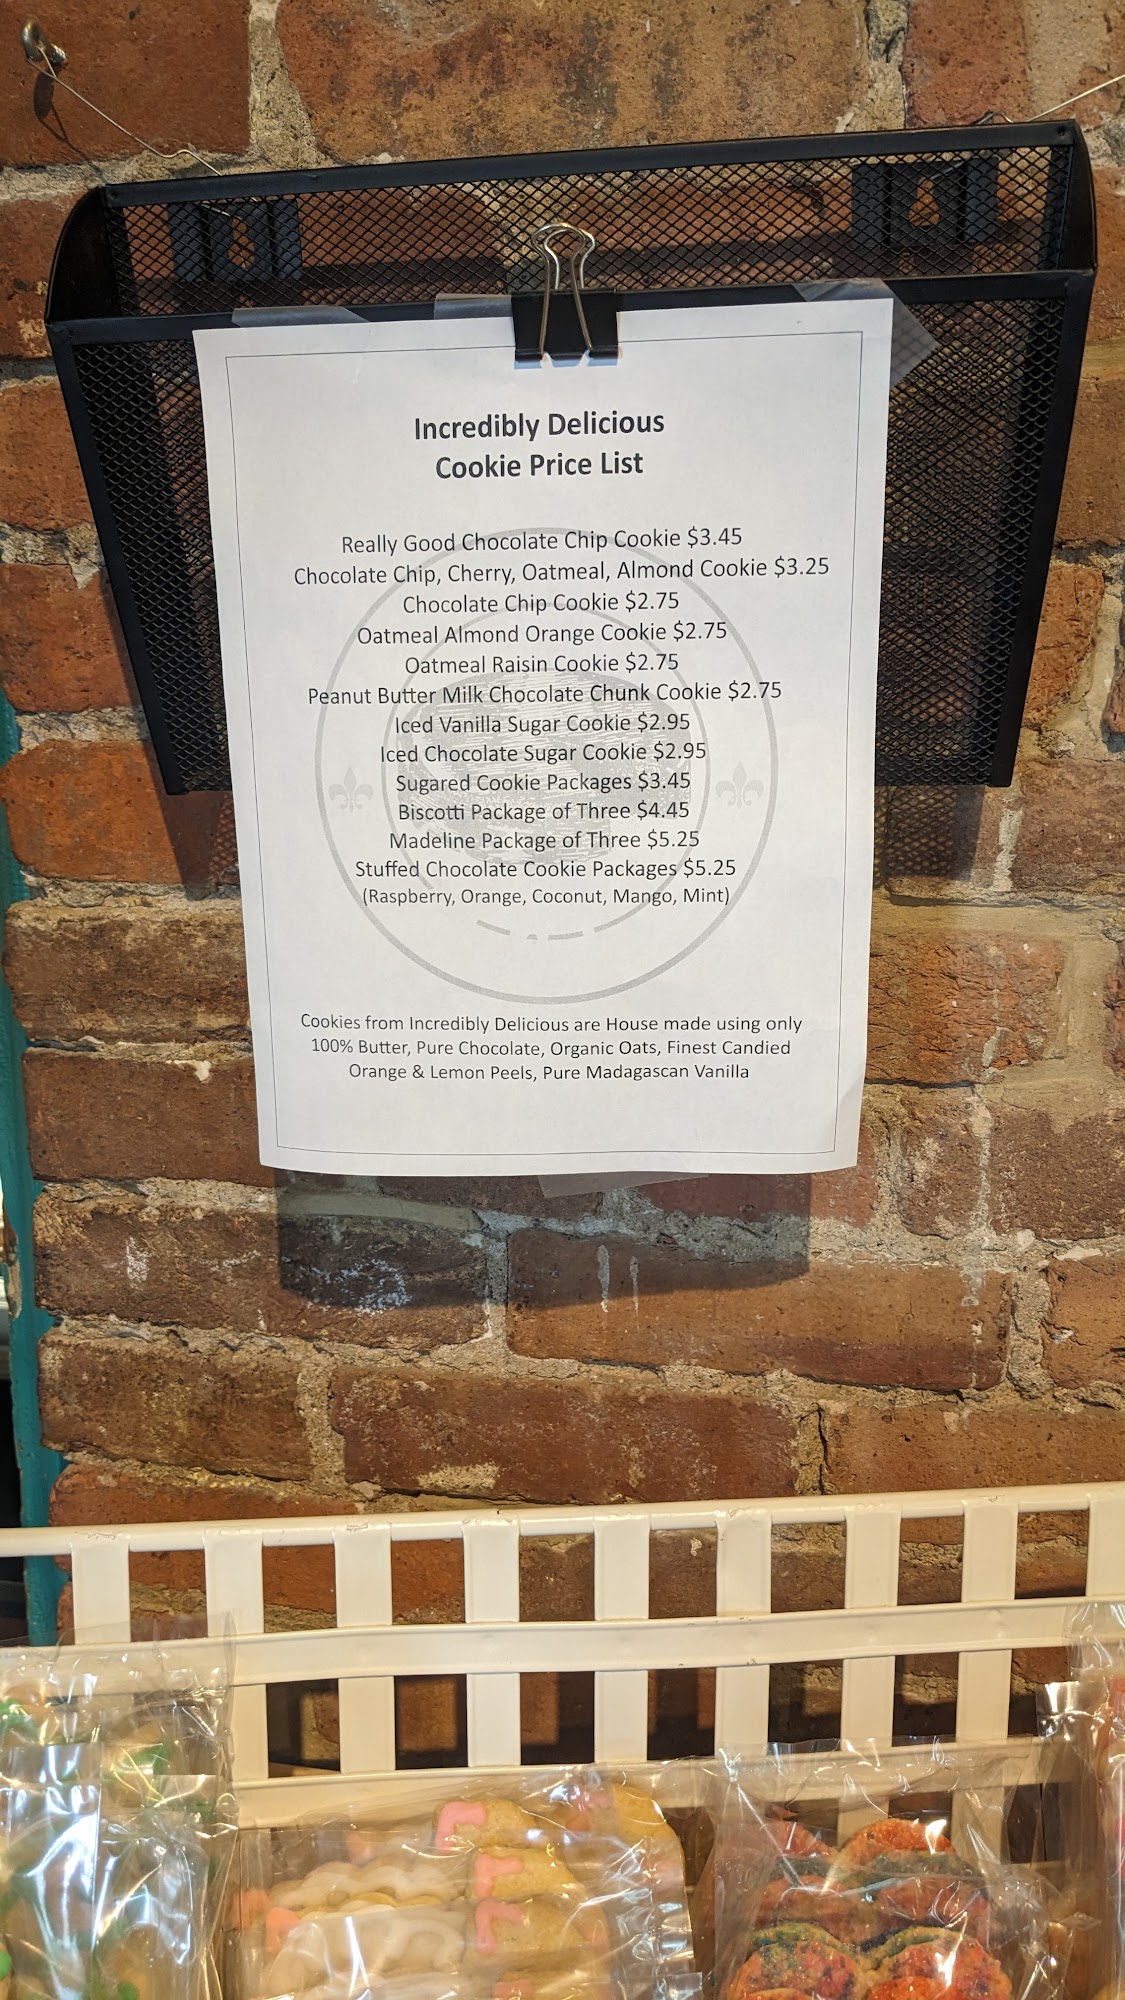 Incredibly Delicious
Cookie Price List
Really Good Chocolate Chip Cookie $3.45
Chocolate Chip, Cherry, Oatmeal, Almond Cookie $3.25
Chocolate Chip Cookie $2.75
Oatmeal Almond Orange Cookie $2.75
Oatmeal Raisin Cookie $2.75
Peanut Butter Milk Chocolate Chunk Cookie $2.75
Iced Vanilla Sugar Cookie $2.95
Iced Chocolate Sugar Cookie $2.95
Sugared Cookie Packages $3.45
Biscotti Package of Three $4.45
Madeline Package of Three $5.25
Stuffed Chocolate Cookie Packages $5.25
(Raspberry, Orange, Coconut, Mango, Mint)
Cookies from Incredibly Delicious are House made using only
100% Butter, Pure Chocolate, Organic Oats, Finest Candied
Orange & Lemon Peels, Pure Madagascan Vanilla